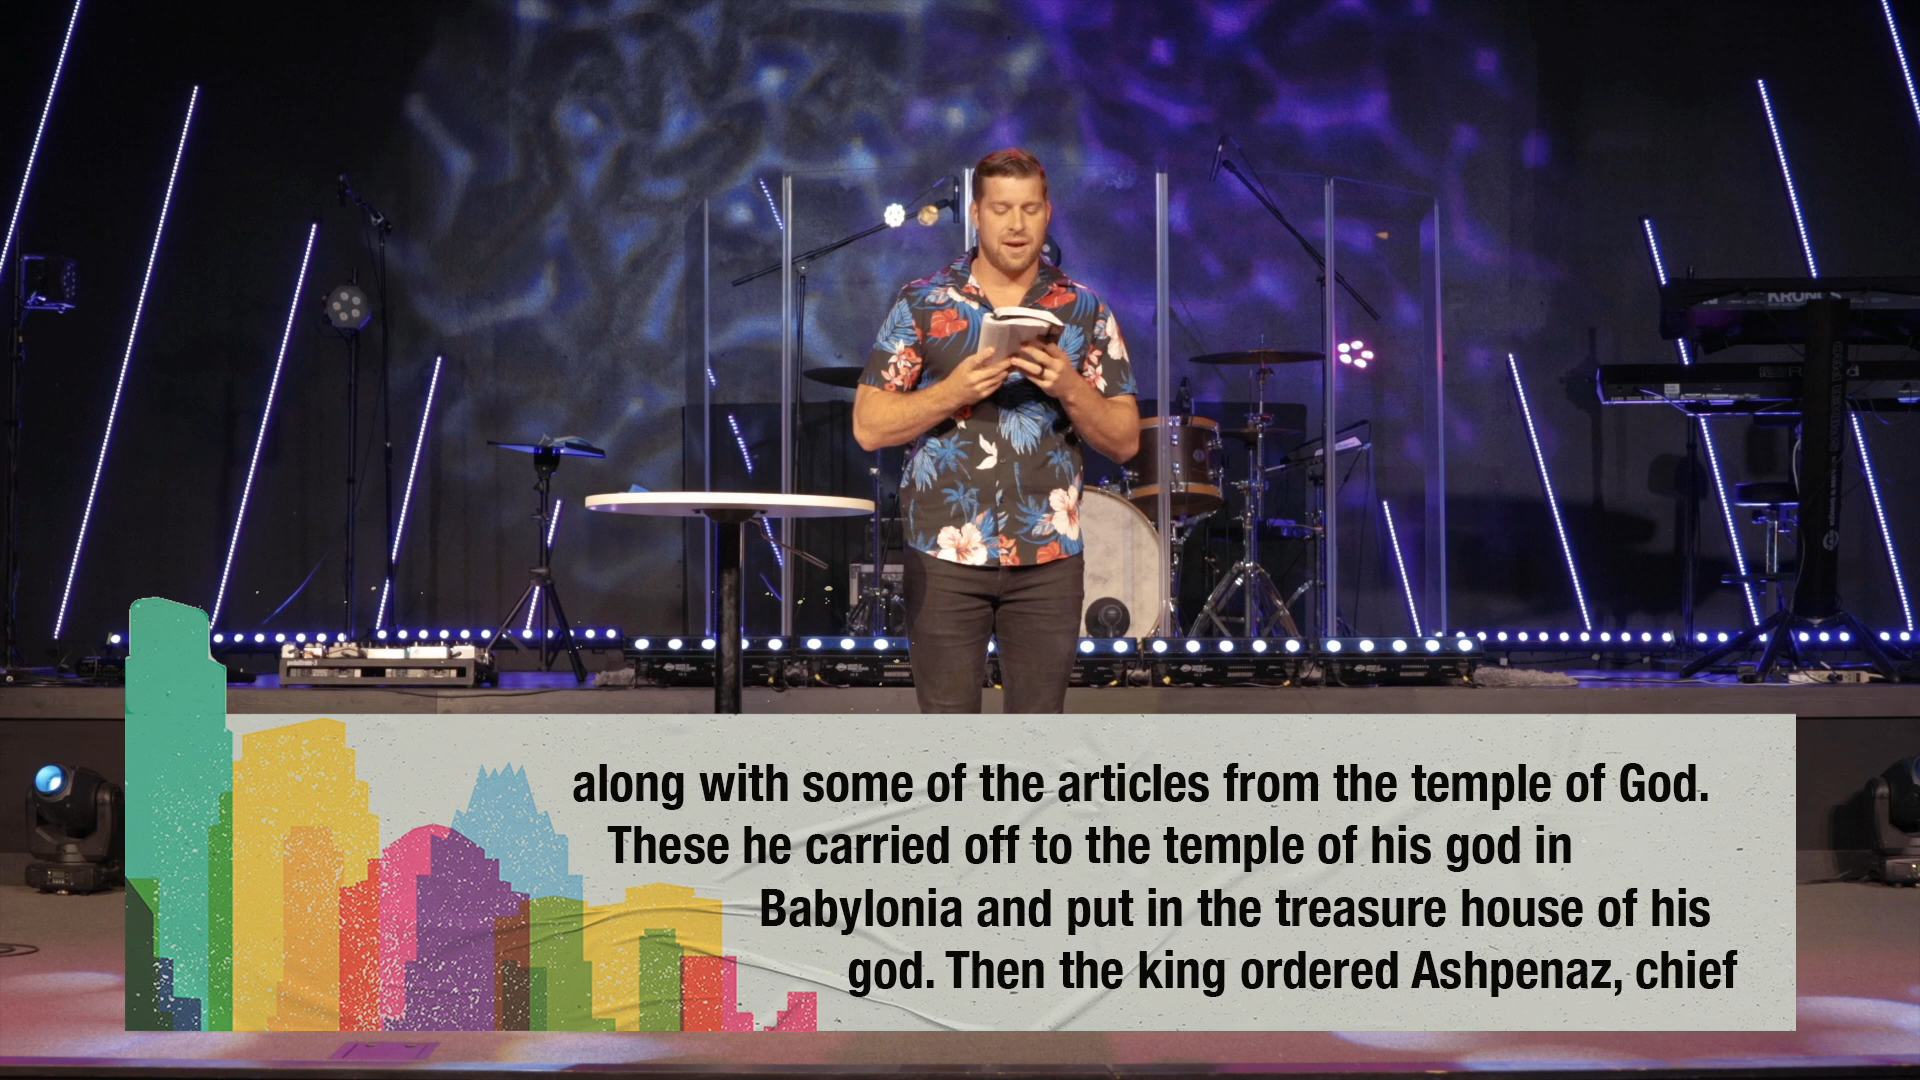 KRONOS
along with some of the articles from the temple of God.
These he carried off to the temple of his god in
Babylonia and put in the treasure house of his
god. Then the king ordered Ashpenaz, chief